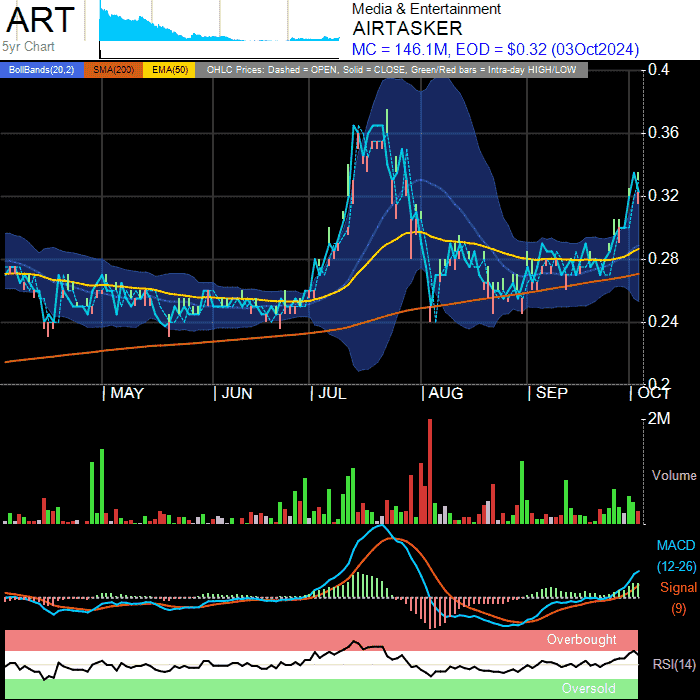 ART
5yr Chart
Media & Entertainment
AIRTASKER
MC = 146.1M, EOD = $0.32 (03Oct2024)
BollBands(20,2) SMA(200) EMA(50) OHLC Prices: Dashed = OPEN, Solid = CLOSE, Green/Red bars = Intra-day HIGH/LOW
0.4
0.36
0.32
0.28
0.24
0.2
MAY JUN JUL AUG SEP OCT
2M
Volume
MACD
(12-26)
Signal
(9)
Overbought
RSI(14)
Oversold